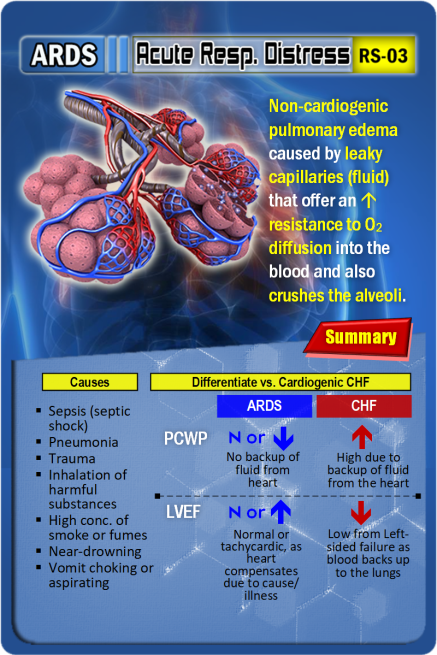 ARDS Acute Resp. Distress RS-03
Non-cardiogenic
pulmonary edema
caused by leaky
capillaries (fluid)
that offer an ↑
resistance to O₂
diffusion into the
blood and also
crushes the alveoli.
Summary
Causes
▪ Sepsis (septic
shock)
▪ Pneumonia
▪ Trauma
▪ Inhalation of
harmful
substances
▪ High conc. of
smoke or fumes
▪ Near-drowning
▪ Vomit choking or
aspirating
Differentiate vs. Cardiogenic CHF
ARDS CHF
PCWP
N or ↓
No backup of
fluid from
heart
↑
High due to
backup of fluid
from the heart
LVEF
N or ↑
Normal or
tachycardic, as
heart
compensates
due to cause/
illness
↓
Low from Left-
sided failure as
blood backs up
to the lungs